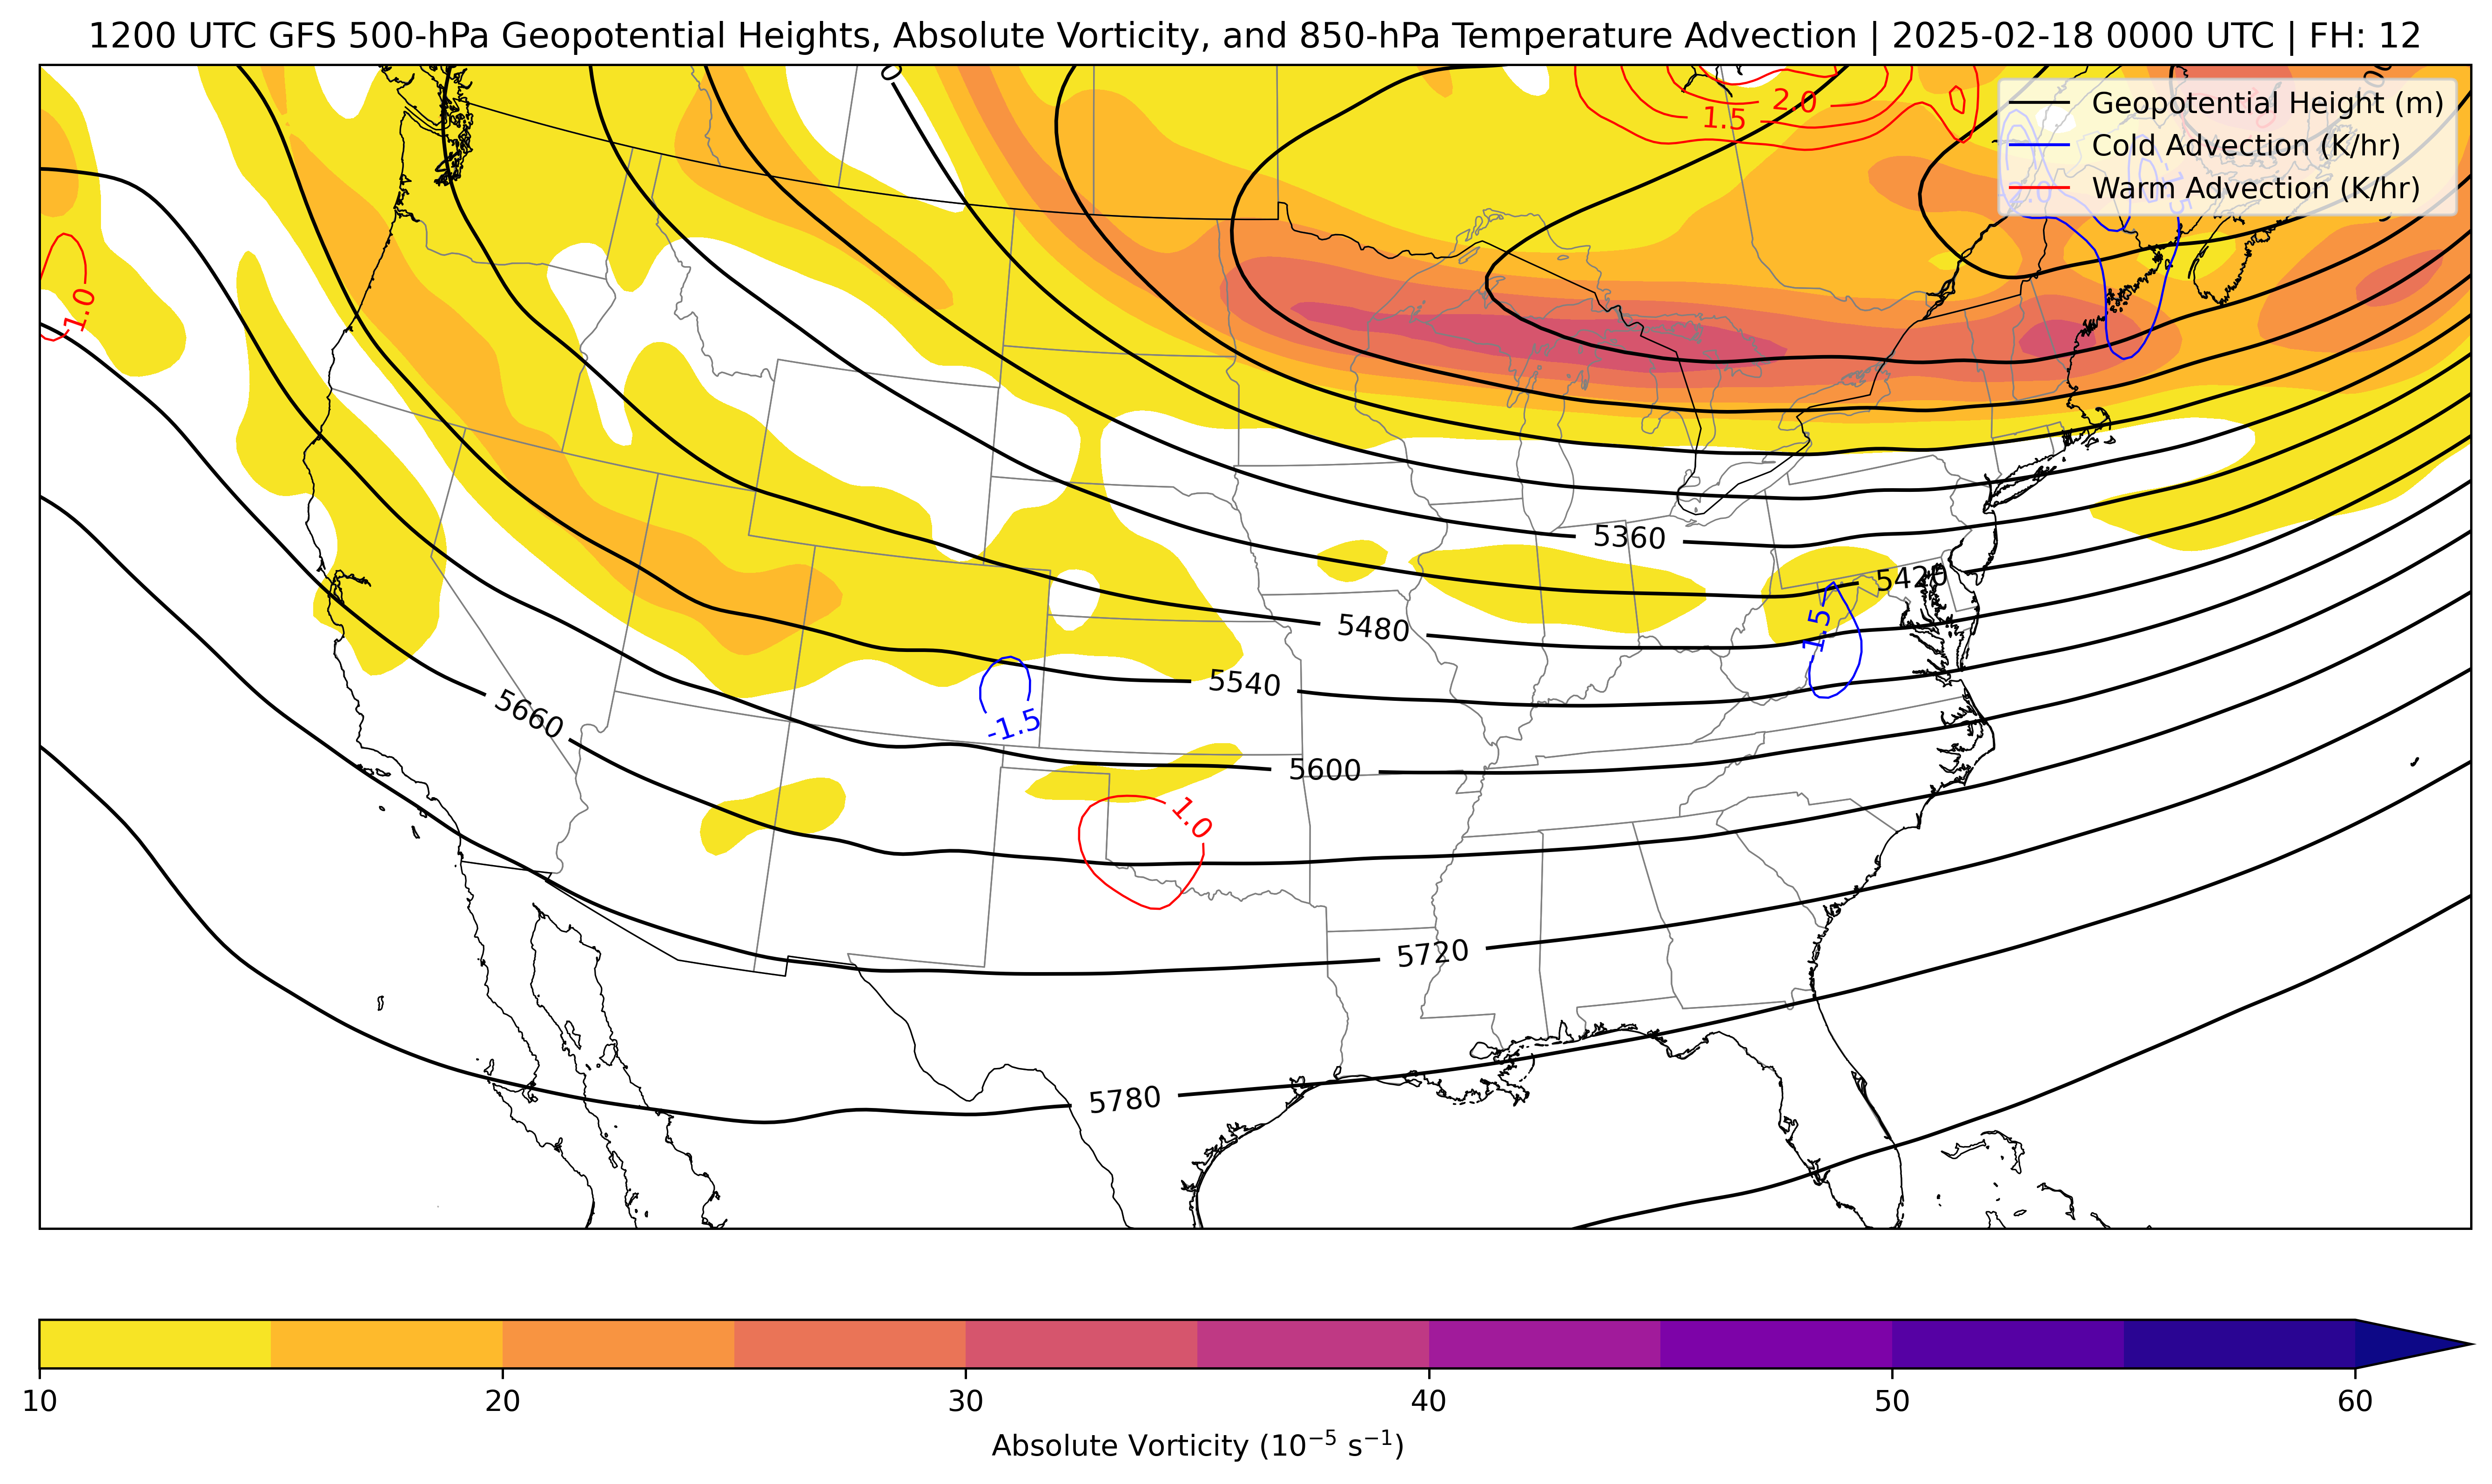 1200 UTC GFS 500-hPa Geopotential Heights, Absolute Vorticity, and 850-hPa Temperature Advection | 2025-02-18 0000 UTC | FH: 12
Geopotential Height (m)
Cold Advection (K/hr)
Warm Advection (K/hr)
2.0
1.5
1.0
5360
5420
5480
-1.5
5540
5660
-1.5
5600
1.0
5720
5780
10 20 30 40 50 60
Absolute Vorticity (10⁻⁵ s⁻¹)